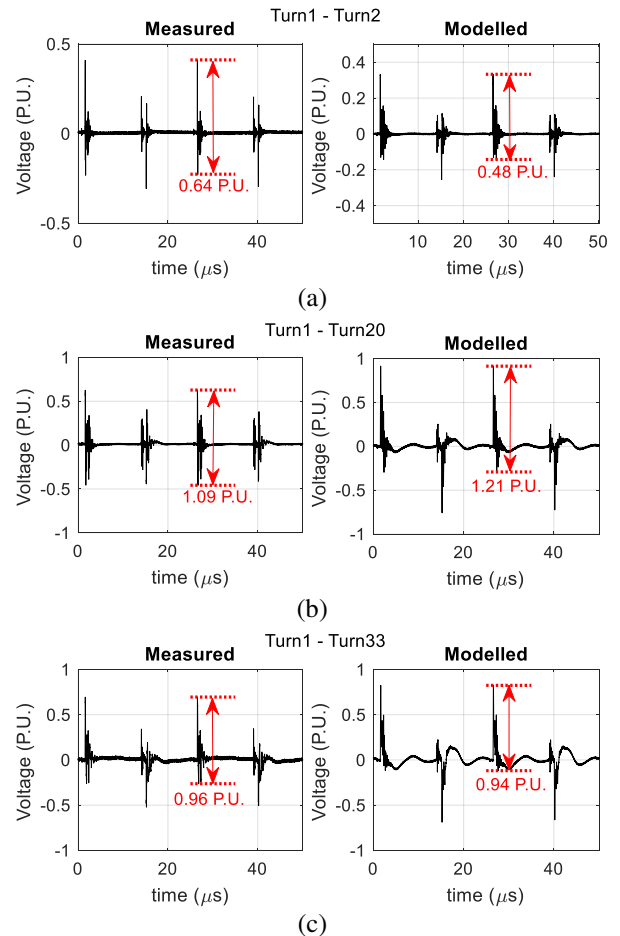 Turn1 - Turn2
Measured
Modelled
Voltage (P.U.)
0.5
0
-0.5
0.64 P.U.
0 20 40
time (μs)
Voltage (P.U.)
0.4
0.2
0
-0.2
-0.4
0.48 P.U.
10 20 30 40 50
time (μs)
(a)
Turn1 - Turn20
Measured
Modelled
Voltage (P.U.)
1
0.5
0
-0.5
-1
1.09 P.U.
0 20 40
time (μs)
Voltage (P.U.)
1
0.5
0
-0.5
-1
1.21 P.U.
0 20 40
time (μs)
(b)
Turn1 - Turn33
Measured
Modelled
Voltage (P.U.)
1
0.5
0
-0.5
-1
0.96 P.U.
0 20 40
time (μs)
Voltage (P.U.)
1
0.5
0
-0.5
-1
0.94 P.U.
0 20 40
time (μs)
(c)